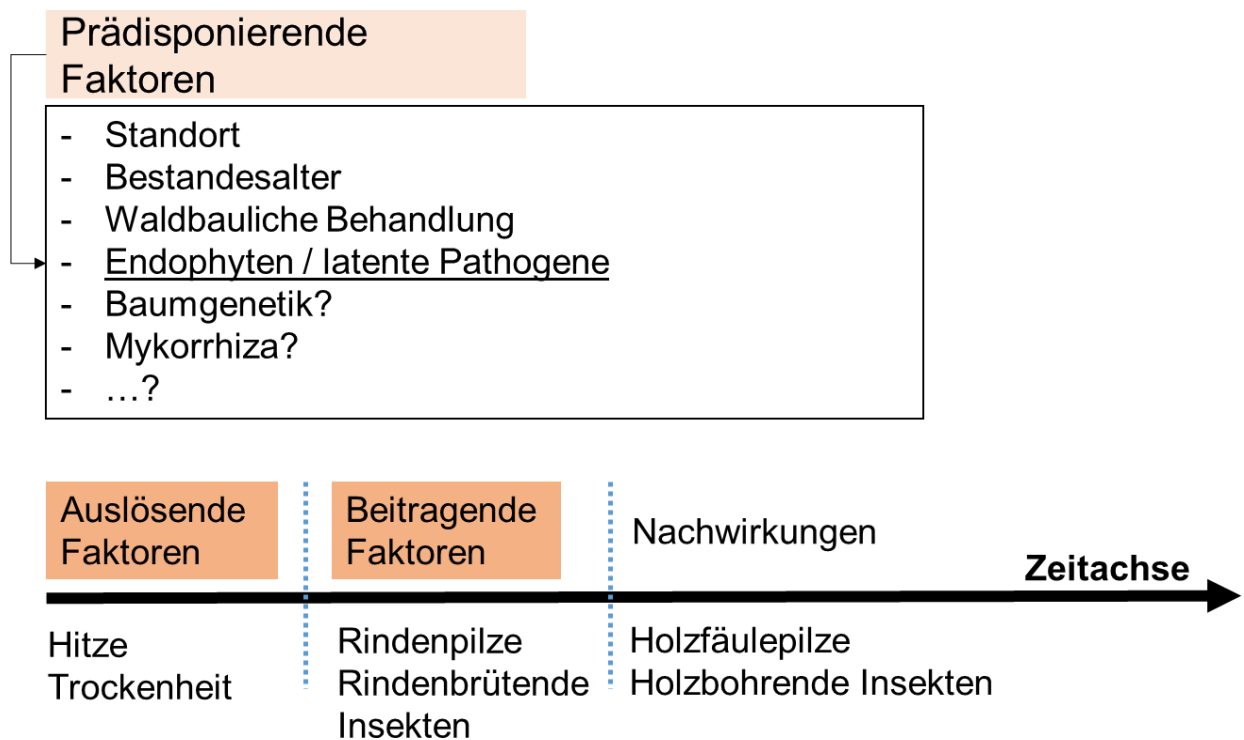 Prädisponierende
Faktoren
- Standort
- Bestandesalter
- Waldbauliche Behandlung
- Endophyten / latente Pathogene
- Baumgenetik?
- Mykorrhiza?
- …?
Auslösende
Faktoren
Beitragende
Faktoren
Nachwirkungen
Zeitachse
Hitze
Trockenheit
Rindenpilze
Rindenbrütende
Insekten
Holzfäulepilze
Holzbohrende Insekten